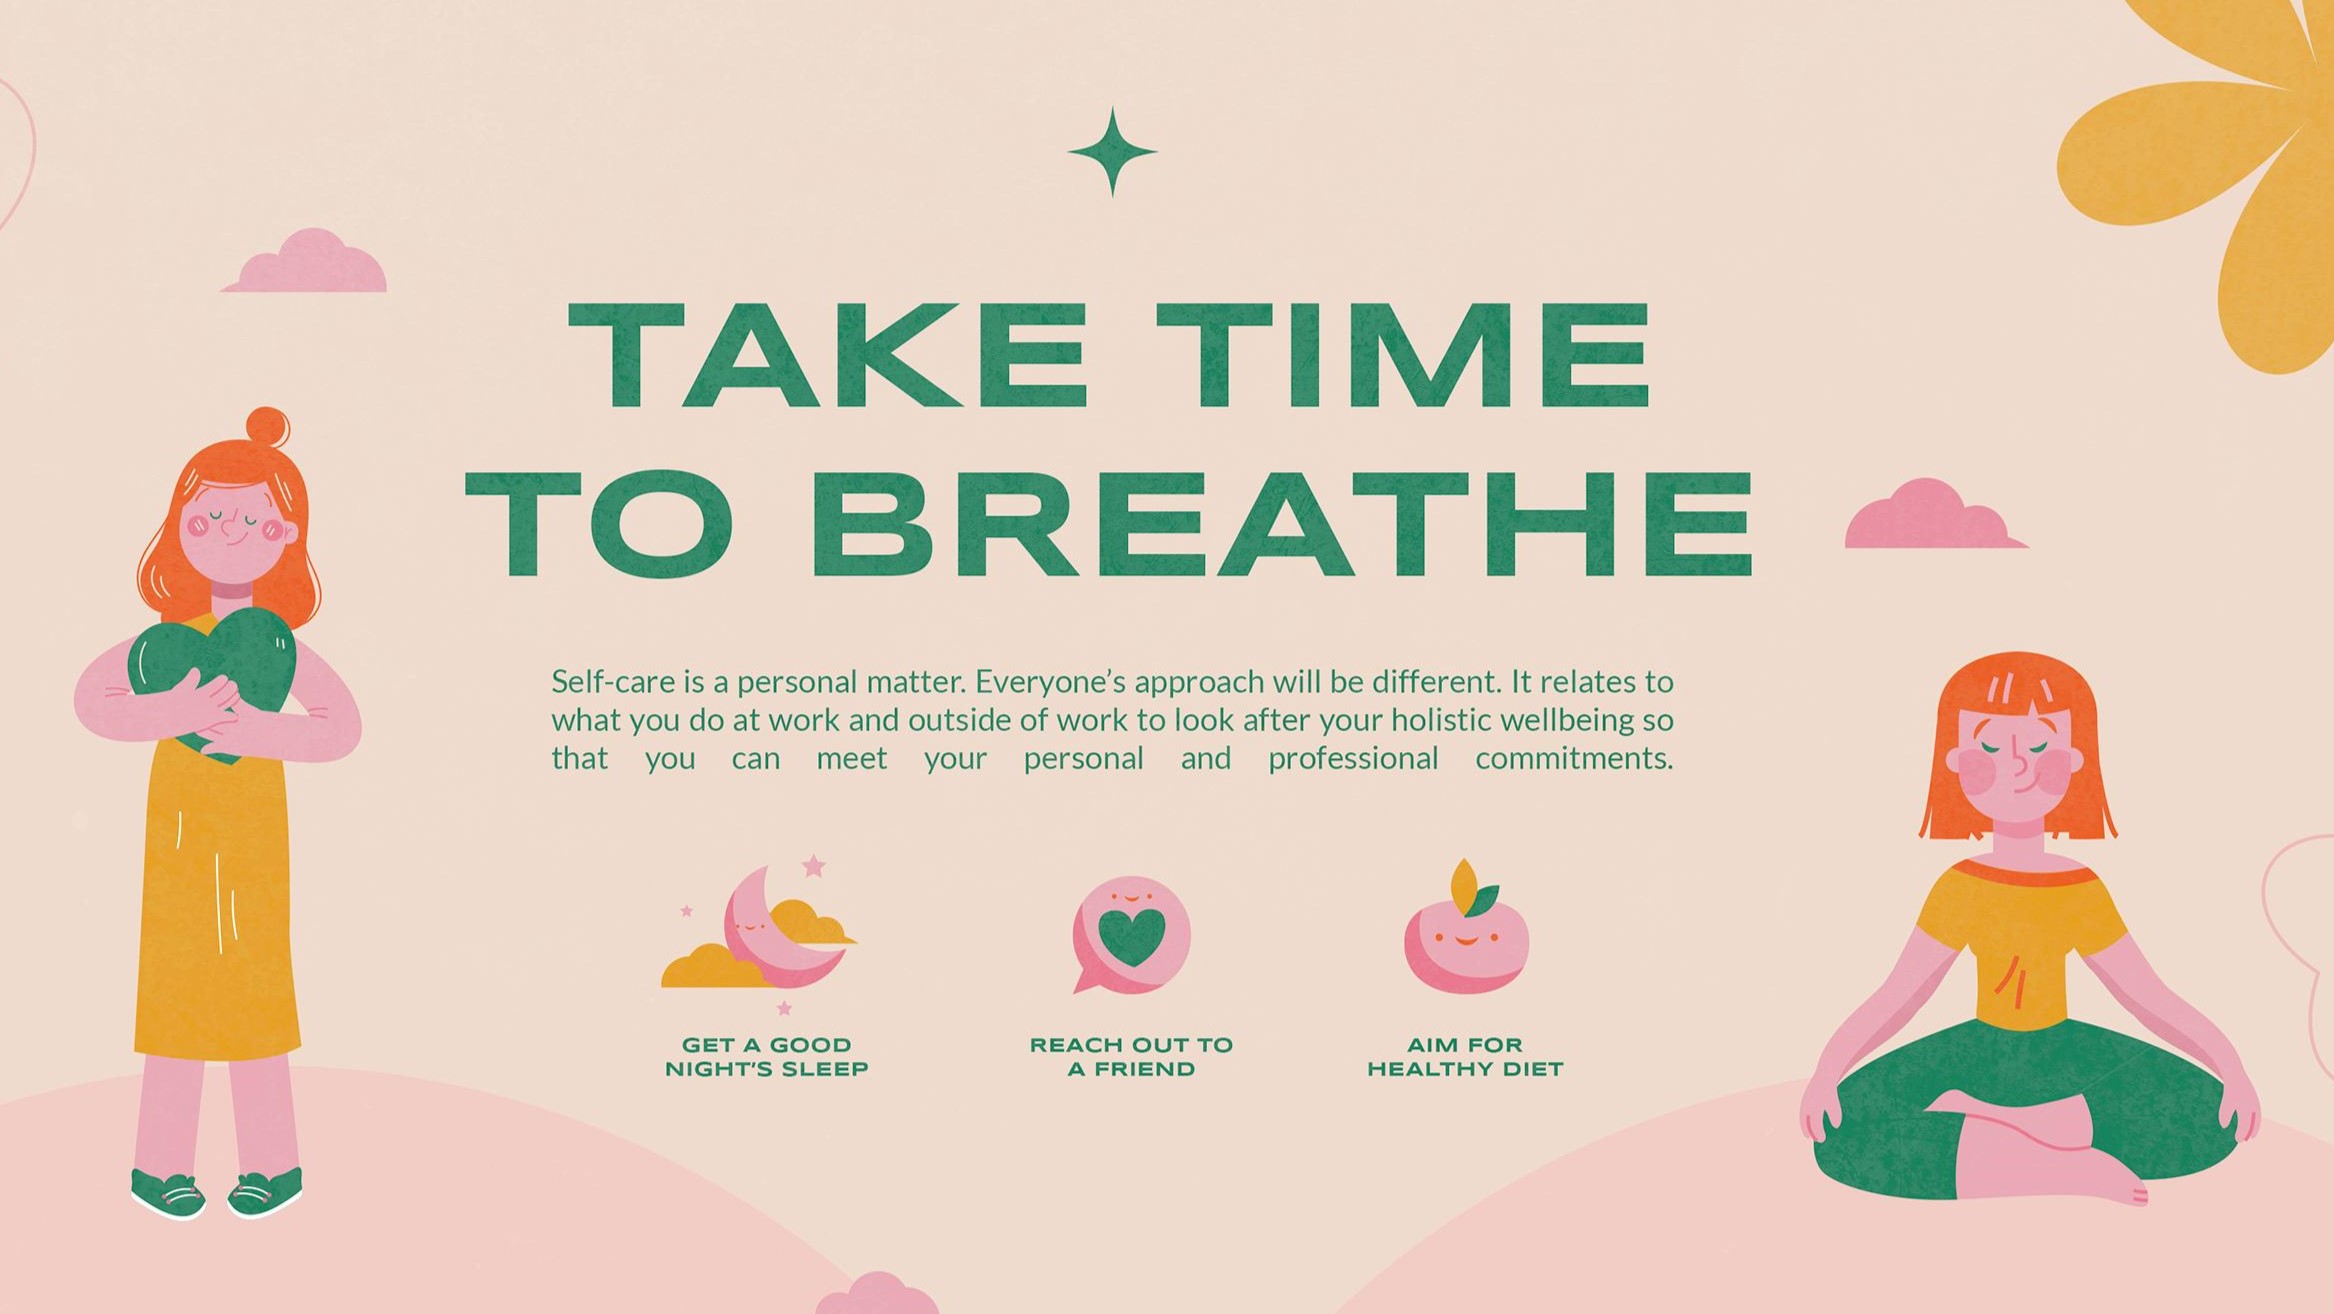 TAKE TIME
TO BREATHE
Self-care is a personal matter. Everyone’s approach will be different. It relates to
what you do at work and outside of work to look after your holistic wellbeing so
that you can meet your personal and professional commitments.
GET A GOOD
NIGHT’S SLEEP
REACH OUT TO
A FRIEND
AIM FOR
HEALTHY DIET